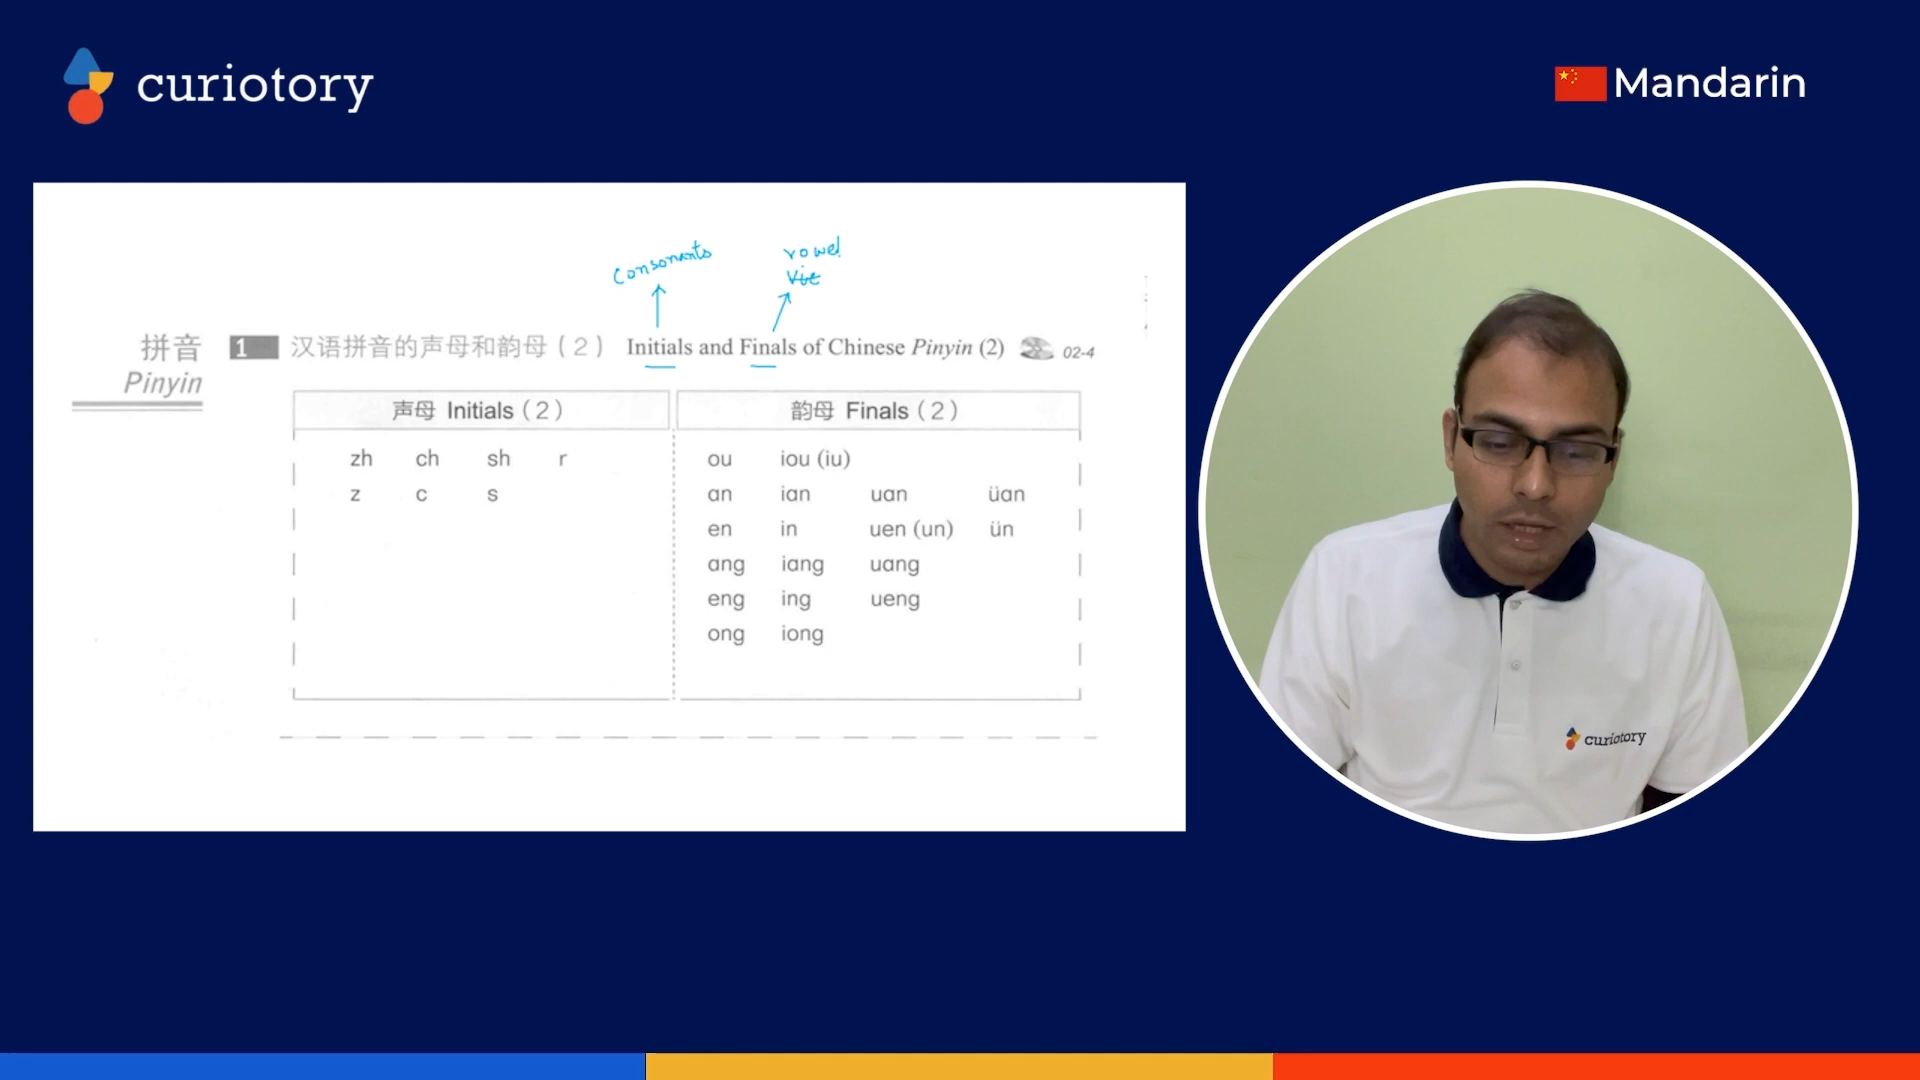 curiotory
Mandarin
consonants
vowel
拼音
Pinyin
1 汉语拼音的声母和韵母（2） Initials and Finals of Chinese Pinyin (2) 02-4
声母 Initials（2）
韵母 Finals（2）
zh ch sh r
z c s
ou iou (iu)
an ian uan üan
en in uen (un) ün
ang iang uang
eng ing ueng
ong iong
curiotory